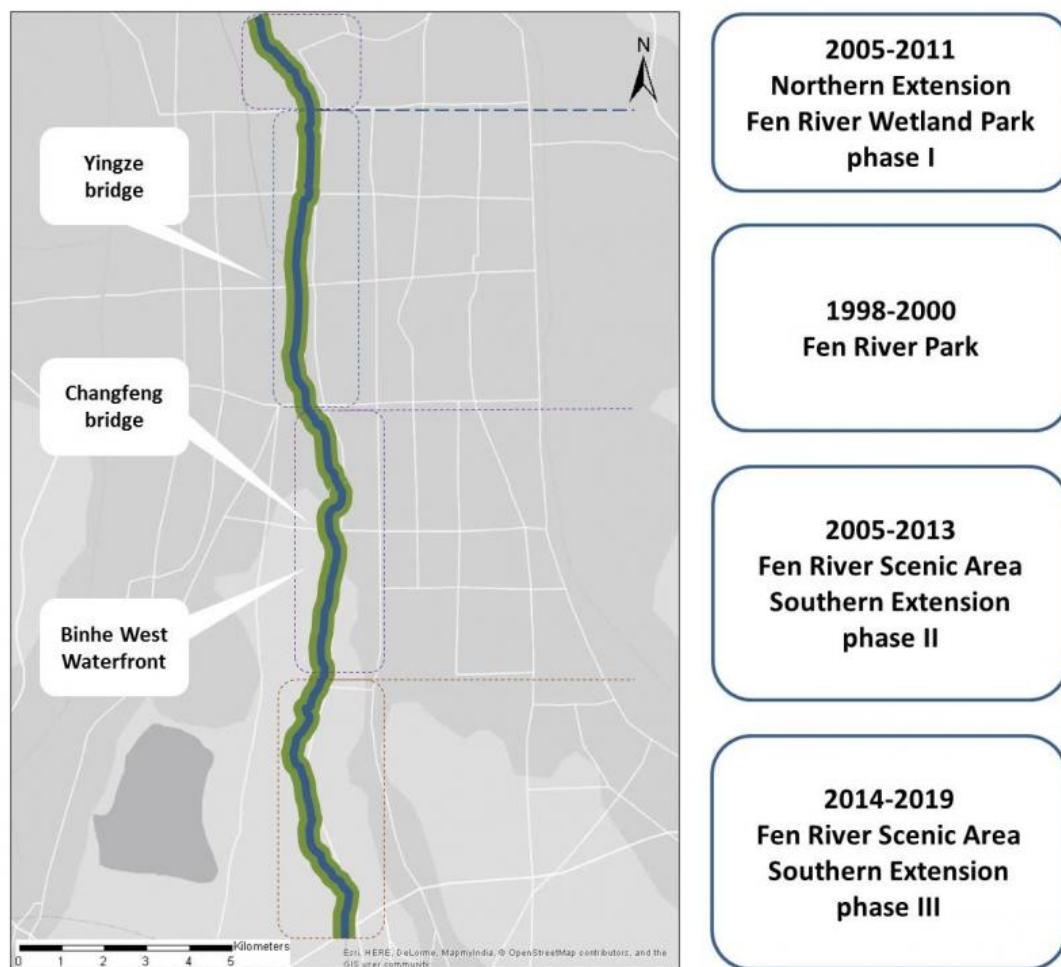 N
Yingze
bridge
Changfeng
bridge
Binhe West
Waterfront
Kilometers
0 1 2 3 4 5
Esri, HERE, DeLorme, MapmyIndia, © OpenStreetMap contributors, and the
GIS user community
2005-2011
Northern Extension
Fen River Wetland Park
phase I
1998-2000
Fen River Park
2005-2013
Fen River Scenic Area
Southern Extension
phase II
2014-2019
Fen River Scenic Area
Southern Extension
phase III